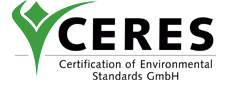 CERES
Certification of Environmental
Standards GmbH